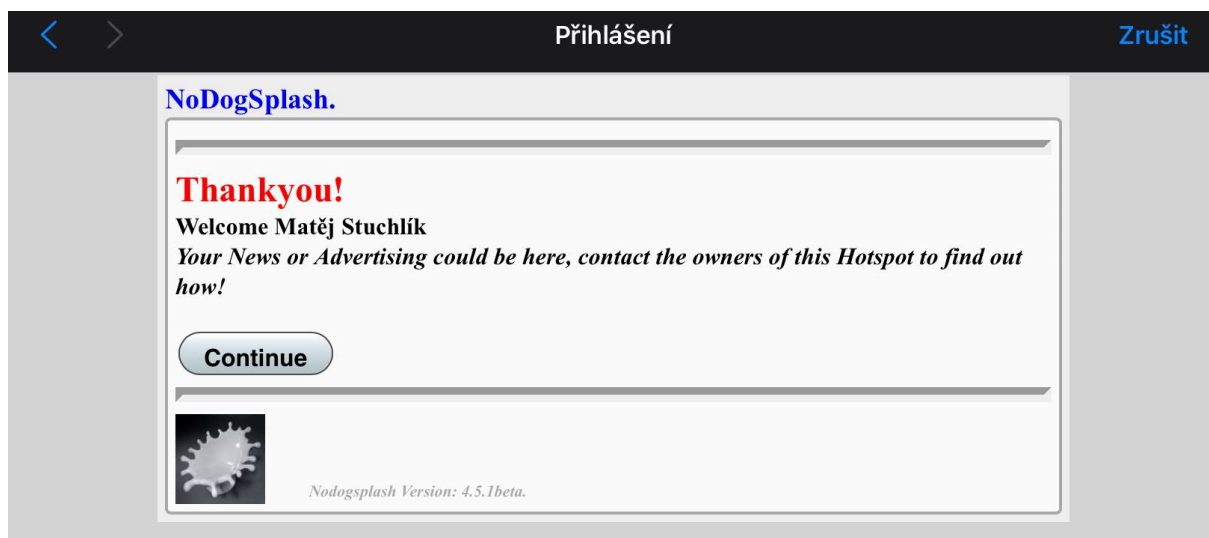 Přihlášení
Zrušit
NoDogSplash.
Thankyou!
Welcome Matěj Stuchlík
Your News or Advertising could be here, contact the owners of this Hotspot to find out
how!
Continue
Nodogsplash Version: 4.5.1beta.